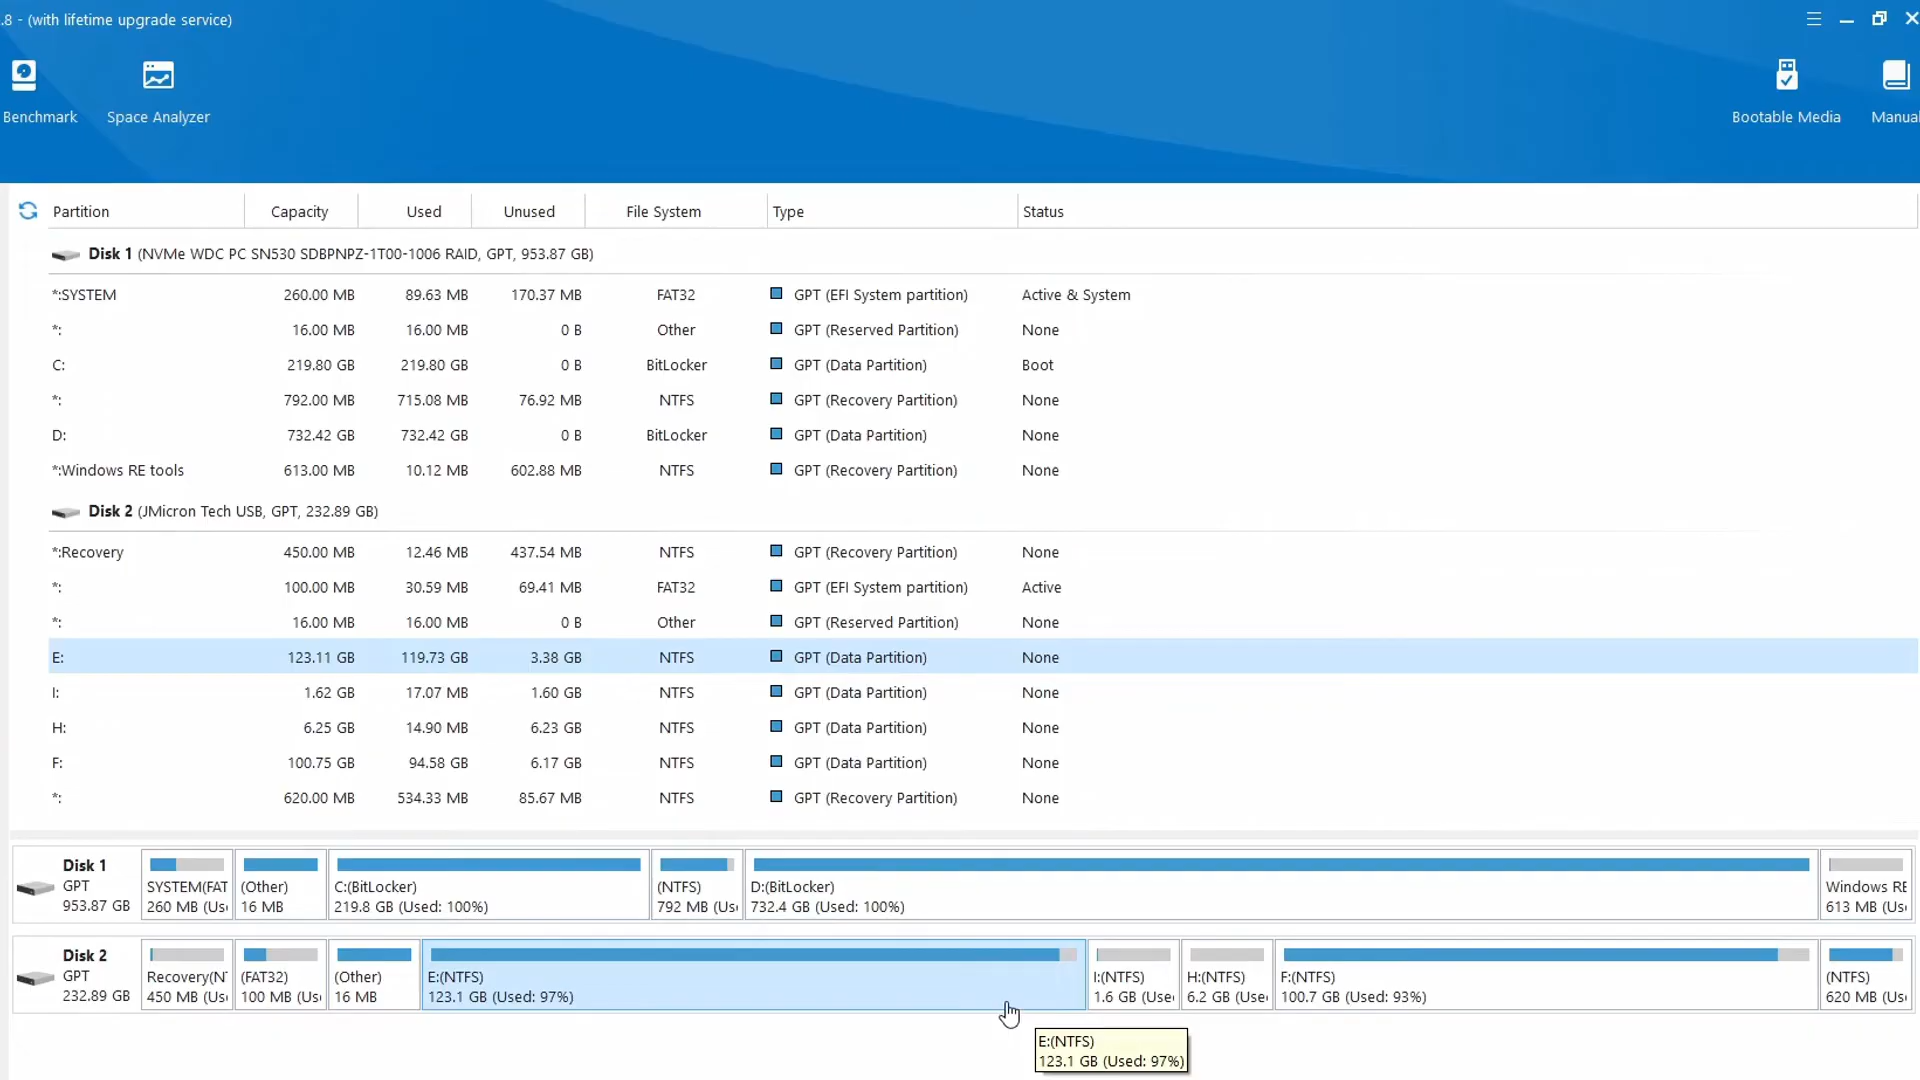 .8 - (with lifetime upgrade service)
Benchmark
Space Analyzer
Bootable Media
Manual
Partition Capacity Used Unused File System Type Status
Disk 1 (NVMe WDC PC SN530 SDBPNPZ-1T00-1006 RAID, GPT, 953.87 GB)
*:SYSTEM 260.00 MB 89.63 MB 170.37 MB FAT32 GPT (EFI System partition) Active & System
*: 16.00 MB 16.00 MB 0 B Other GPT (Reserved Partition) None
C: 219.80 GB 219.80 GB 0 B BitLocker GPT (Data Partition) Boot
*: 792.00 MB 715.08 MB 76.92 MB NTFS GPT (Recovery Partition) None
D: 732.42 GB 732.42 GB 0 B BitLocker GPT (Data Partition) None
*:Windows RE tools 613.00 MB 10.12 MB 602.88 MB NTFS GPT (Recovery Partition) None
Disk 2 (JMicron Tech USB, GPT, 232.89 GB)
*:Recovery 450.00 MB 12.46 MB 437.54 MB NTFS GPT (Recovery Partition) None
*: 100.00 MB 30.59 MB 69.41 MB FAT32 GPT (EFI System partition) Active
*: 16.00 MB 16.00 MB 0 B Other GPT (Reserved Partition) None
E: 123.11 GB 119.73 GB 3.38 GB NTFS GPT (Data Partition) None
I: 1.62 GB 17.07 MB 1.60 GB NTFS GPT (Data Partition) None
H: 6.25 GB 14.90 MB 6.23 GB NTFS GPT (Data Partition) None
F: 100.75 GB 94.58 GB 6.17 GB NTFS GPT (Data Partition) None
*: 620.00 MB 534.33 MB 85.67 MB NTFS GPT (Recovery Partition) None
Disk 1
GPT
953.87 GB
SYSTEM(FAT
260 MB (Us
(Other)
16 MB
C:(BitLocker)
219.8 GB (Used: 100%)
(NTFS)
792 MB (Us
D:(BitLocker)
732.4 GB (Used: 100%)
Windows RE
613 MB (Us
Disk 2
GPT
232.89 GB
Recovery(N
450 MB (Us
(FAT32)
100 MB (Us
(Other)
16 MB
E:(NTFS)
123.1 GB (Used: 97%)
I:(NTFS)
1.6 GB (Use
H:(NTFS)
6.2 GB (Use
F:(NTFS)
100.7 GB (Used: 93%)
(NTFS)
620 MB (Us
E:(NTFS)
123.1 GB (Used: 97%)